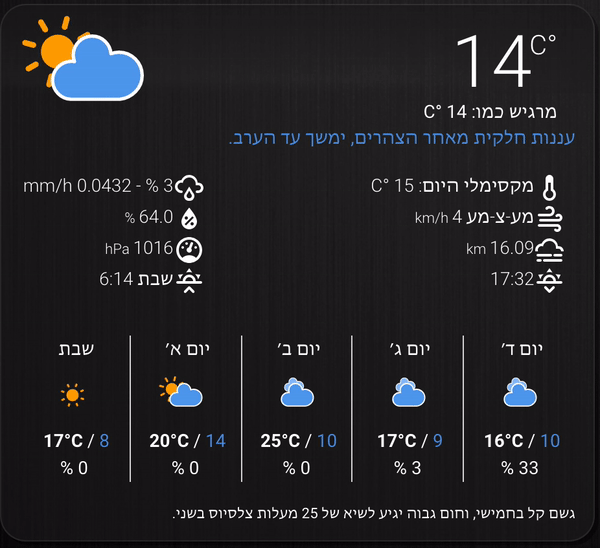 14 °C
מרגיש כמו: 14 °C
עננות חלקית מאחר הצהרים, ימשך עד הערב.
מקסימלי היום: 15 °C
3 % - 0.0432 mm/h
מע-צ-מע 4 km/h
64.0 %
16.09 km
1016 hPa
17:32
שבת 6:14
יום ד׳
יום ג׳
יום ב׳
יום א׳
שבת
16°C / 10
17°C / 9
25°C / 10
20°C / 14
17°C / 8
33 %
3 %
0 %
0 %
0 %
גשם קל בחמישי, וחום גבוה יגיע לשיא של 25 מעלות צלסיוס בשני.